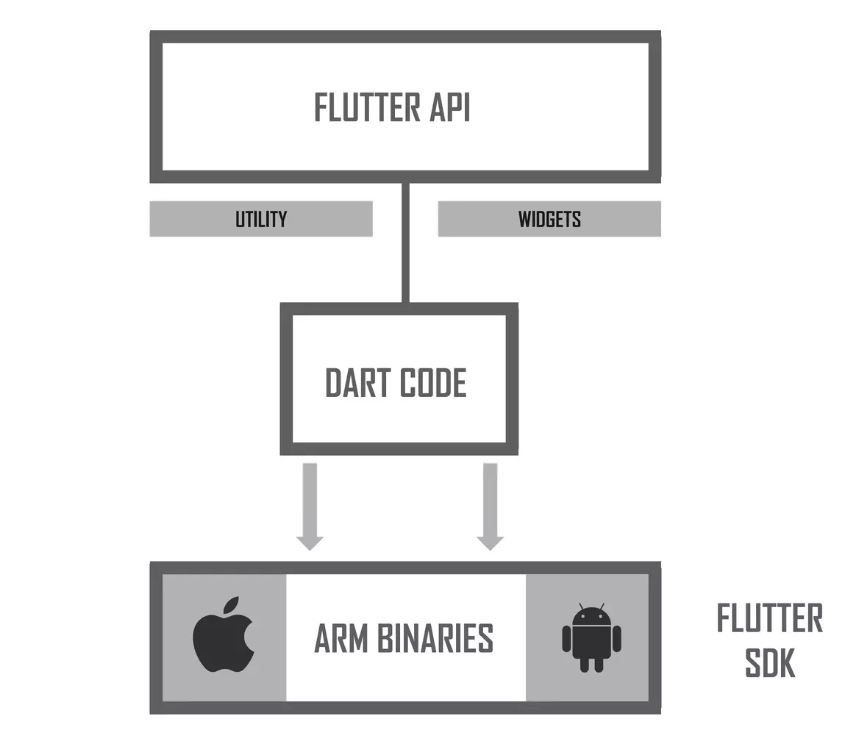 FLUTTER API
UTILITY
WIDGETS
DART CODE
ARM BINARIES
FLUTTER
SDK